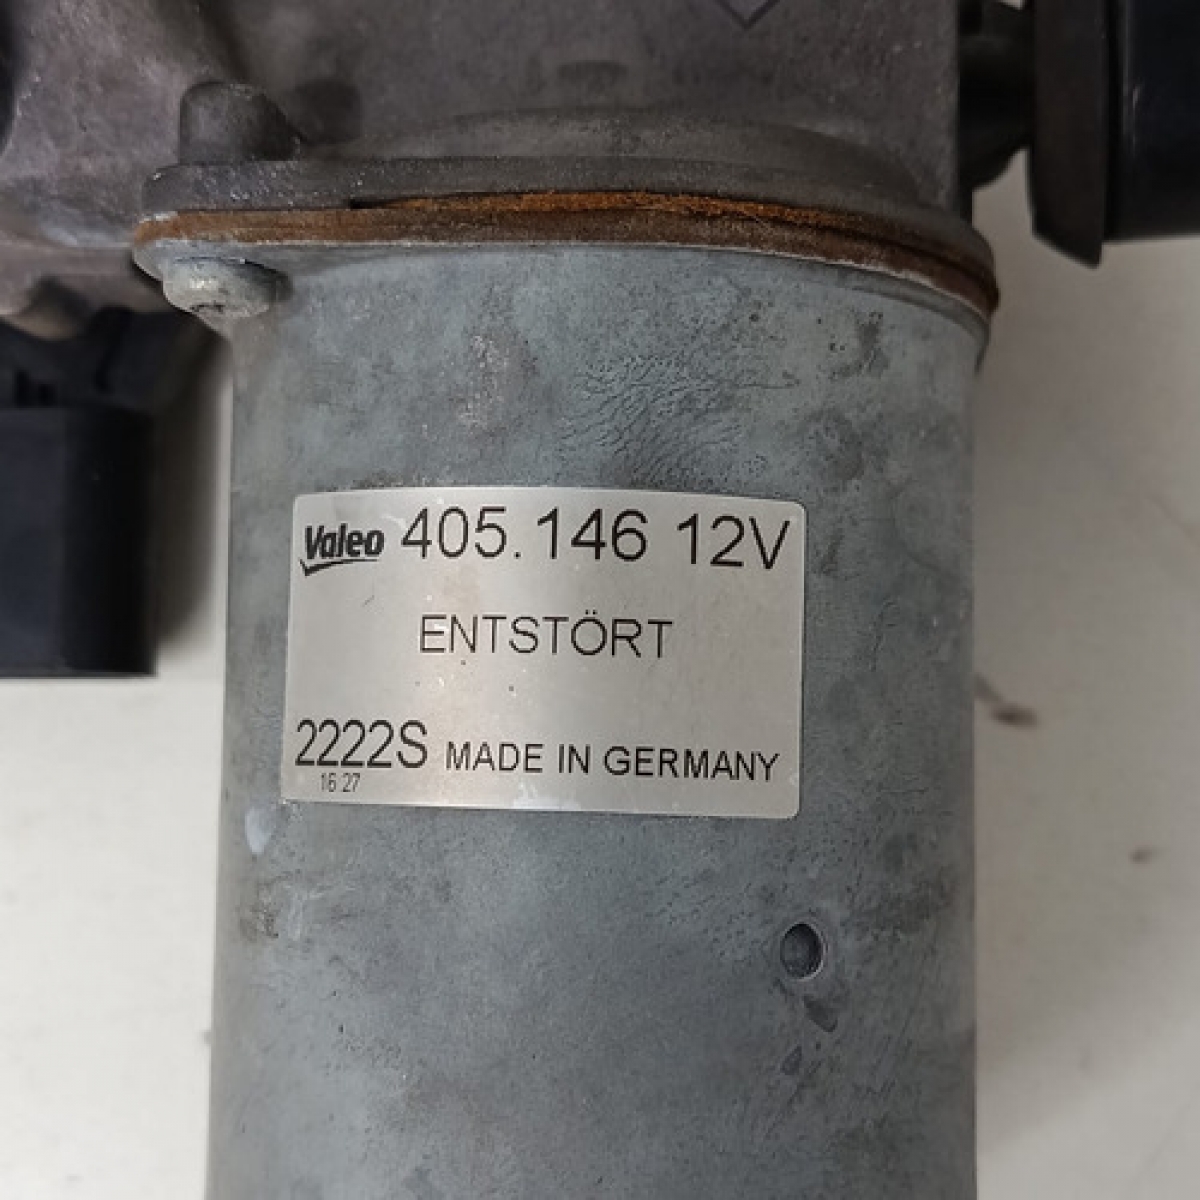 Valeo 405.146 12V
ENTSTÖRT
2222S MADE IN GERMANY
16 27